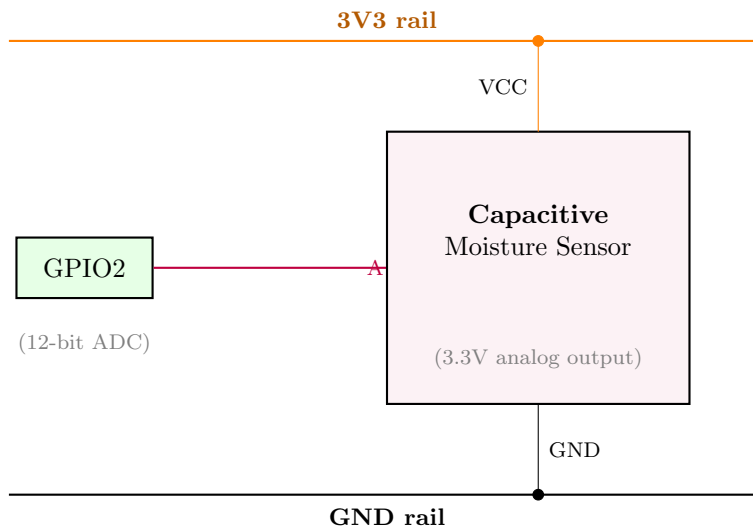 3V3 rail
VCC
Capacitive
Moisture Sensor
GPIO2
A
(12-bit ADC)
(3.3V analog output)
GND
GND rail